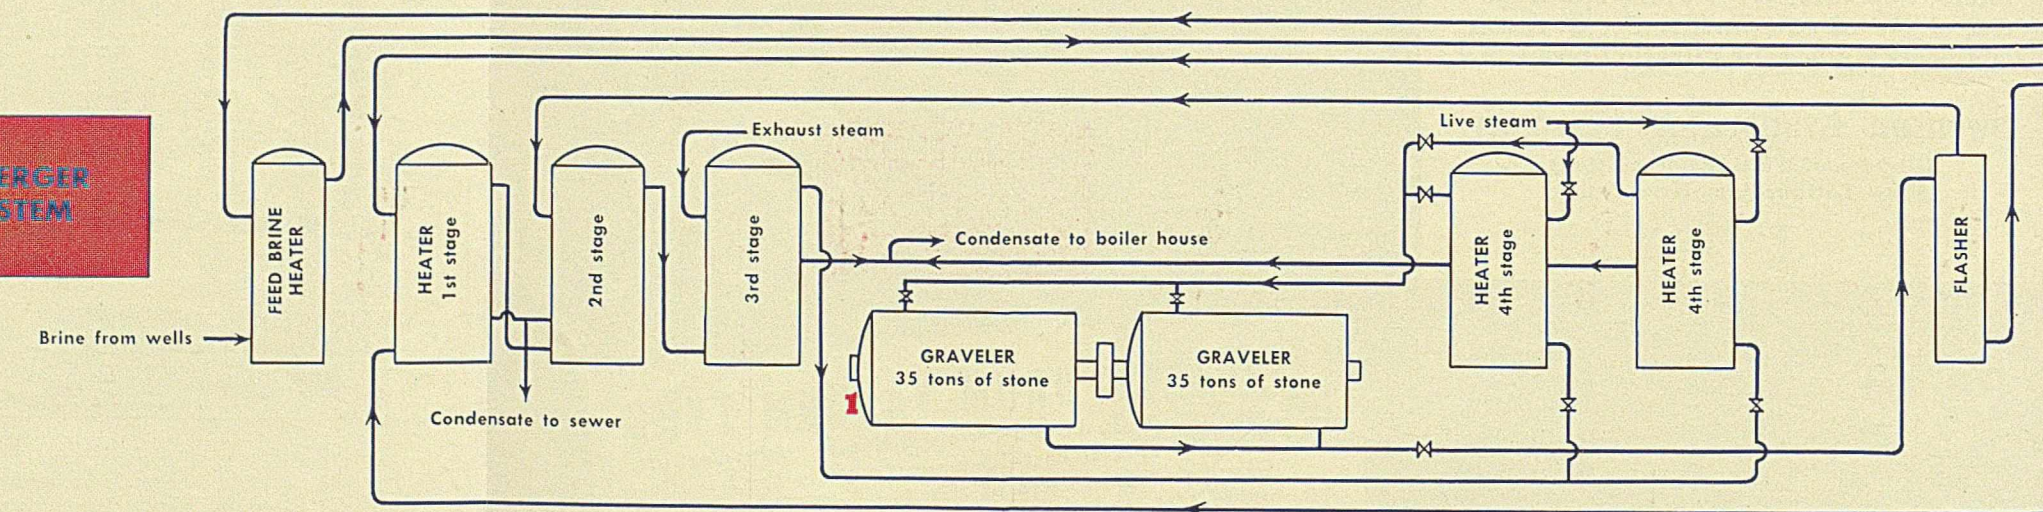 ERGER
STEM
Exhaust steam
Live steam
FEED BRINE
HEATER
HEATER
1st stage
2nd stage
3rd stage
Condensate to boiler house
HEATER
4th stage
HEATER
4th stage
FLASHER
Brine from wells
GRAVELER
35 tons of stone
GRAVELER
35 tons of stone
1
Condensate to sewer